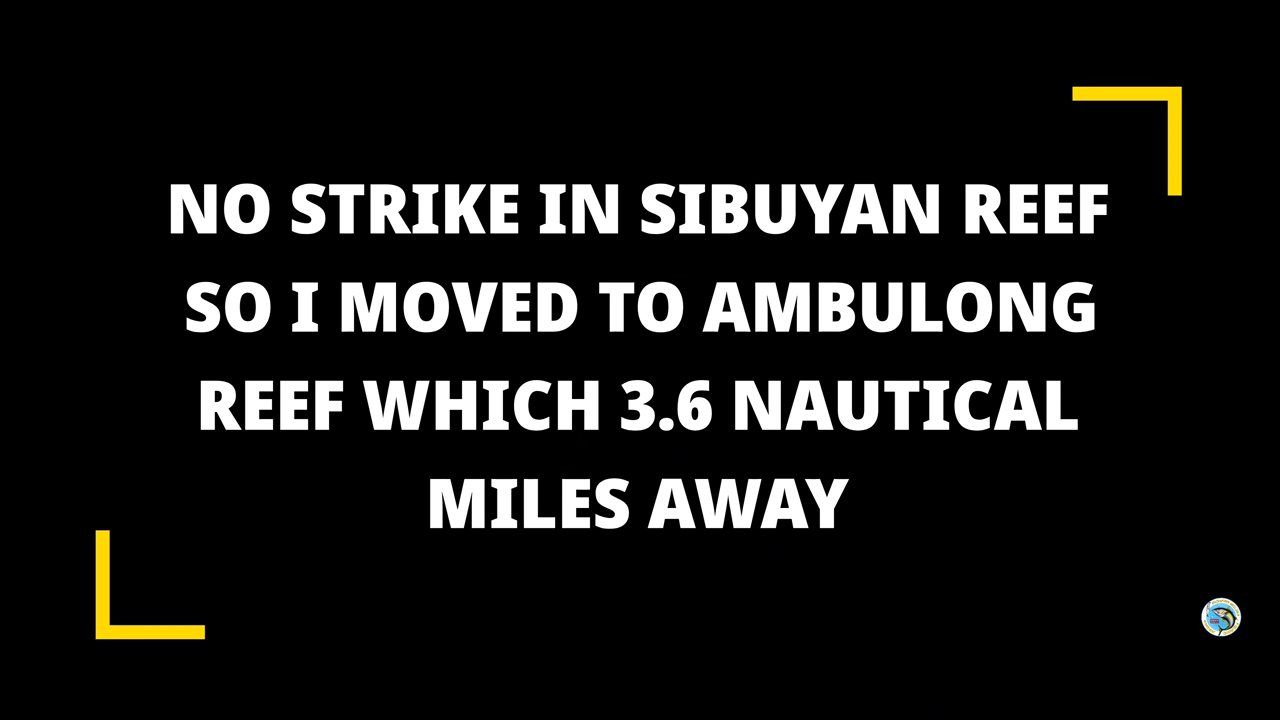 NO STRIKE IN SIBUYAN REEF
SO I MOVED TO AMBULONG
REEF WHICH 3.6 NAUTICAL
MILES AWAY